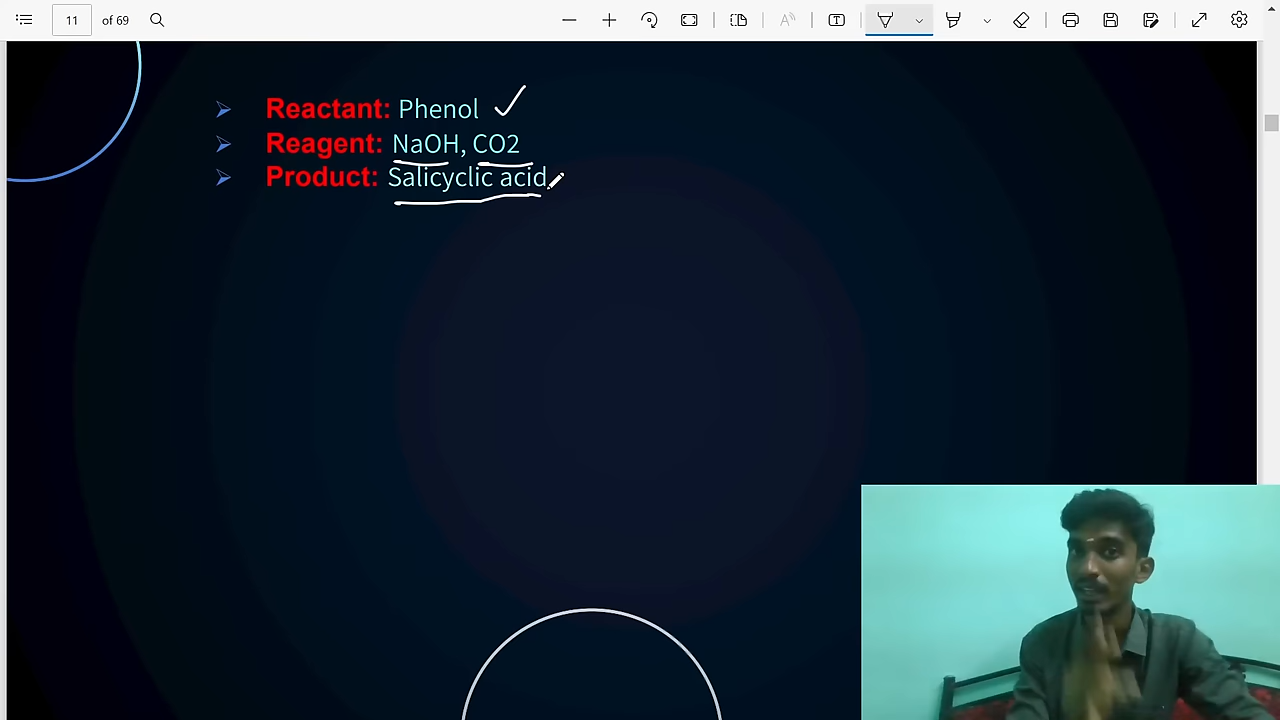 11 of 69
Reactant: Phenol
Reagent: NaOH, CO2
Product: Salicyclic acid